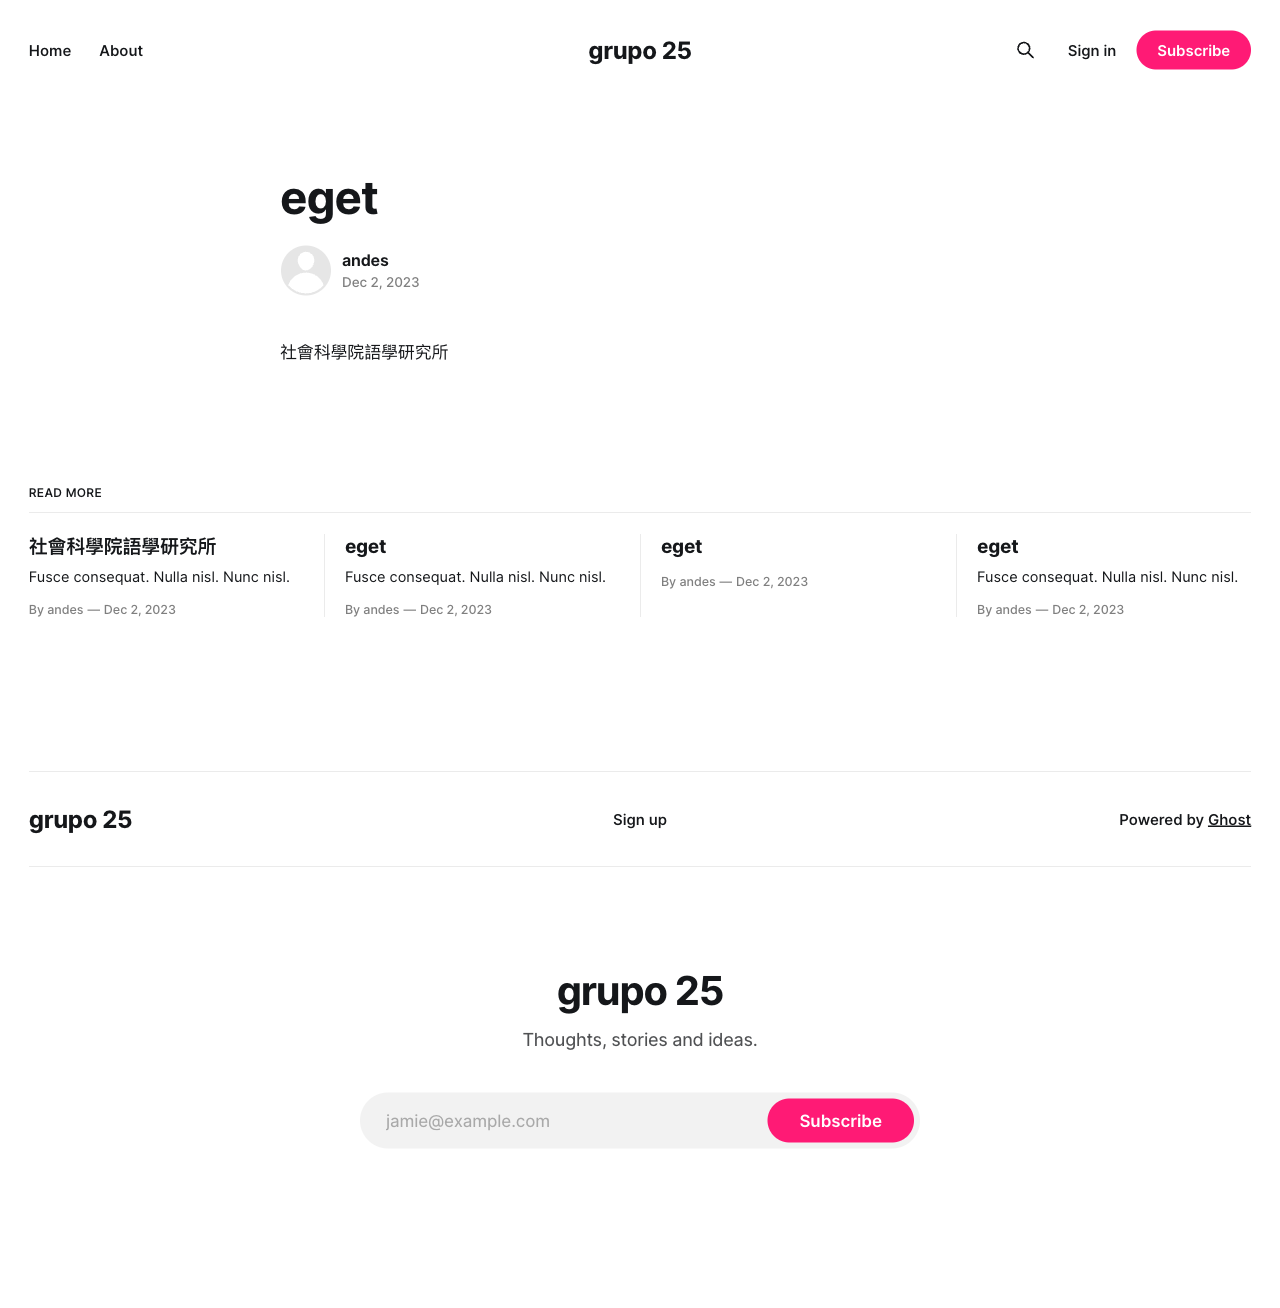 Home About grupo 25 Sign in Subscribe
eget
andes
Dec 2, 2023
社會科學院語學研究所
READ MORE
社會科學院語學研究所
Fusce consequat. Nulla nisl. Nunc nisl.
By andes — Dec 2, 2023
eget
Fusce consequat. Nulla nisl. Nunc nisl.
By andes — Dec 2, 2023
eget
By andes — Dec 2, 2023
eget
Fusce consequat. Nulla nisl. Nunc nisl.
By andes — Dec 2, 2023
grupo 25 Sign up Powered by Ghost
grupo 25
Thoughts, stories and ideas.
jamie@example.com Subscribe